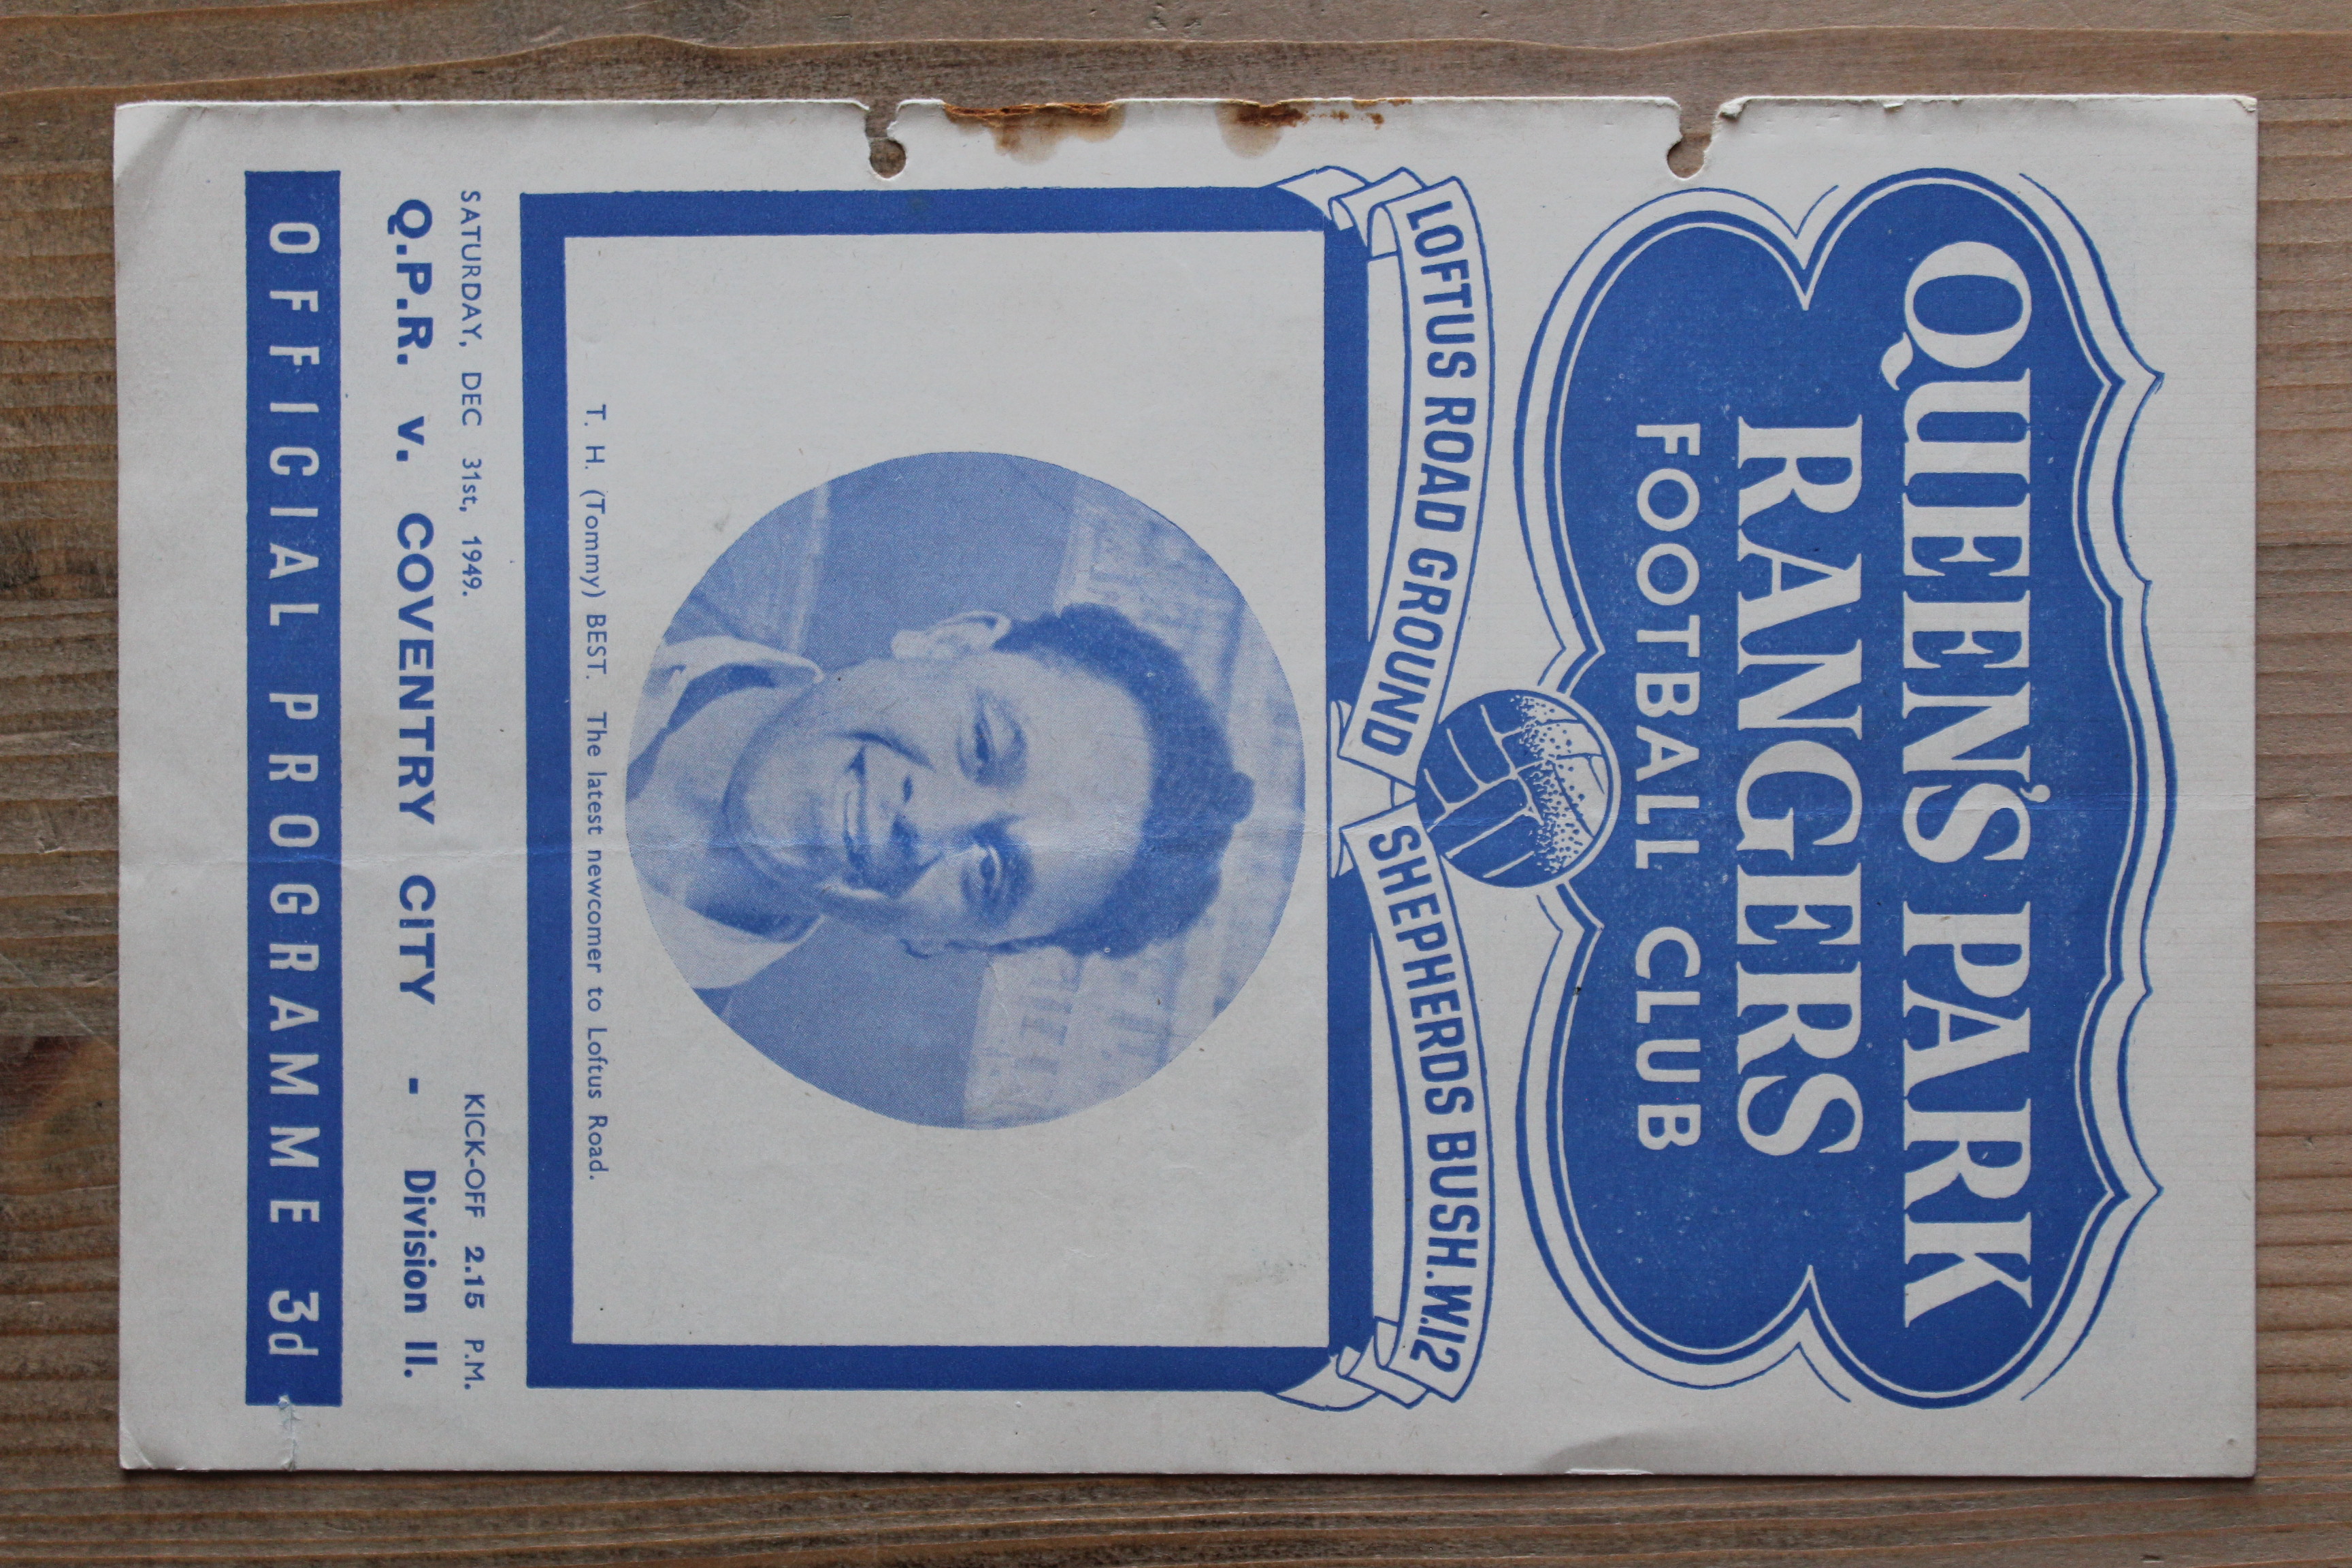 QUEEN'S PARK
RANGERS
FOOTBALL CLUB
LOFTUS ROAD GROUND
SHEPHERDS BUSH.W.12
T. H. (Tommy) BEST. The latest newcomer to Loftus Road.
SATURDAY, DEC 31st, 1949. KICK-OFF 2.15 P.M.
Q.P.R. v. COVENTRY CITY - Division II.
OFFICIAL PROGRAMME 3d